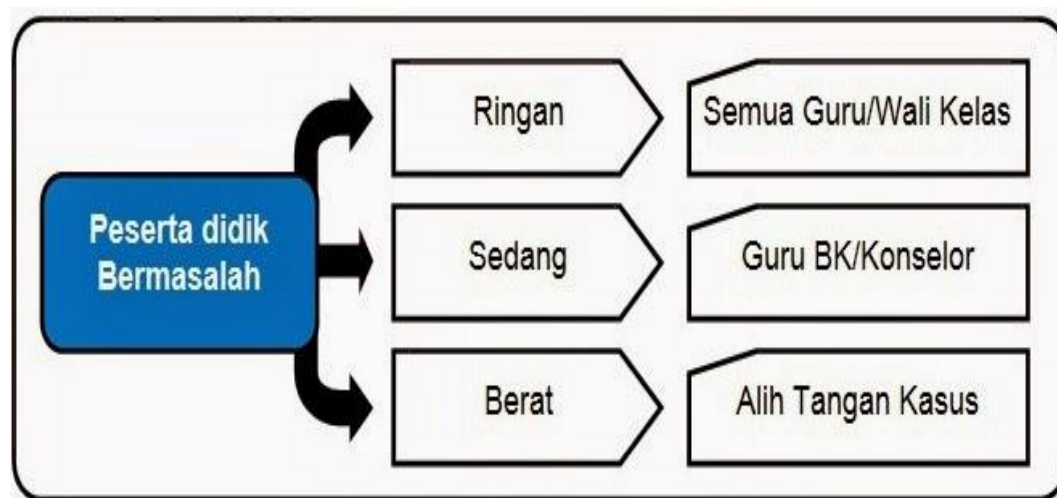 Peserta didik
Bermasalah
Ringan
Semua Guru/Wali Kelas
Sedang
Guru BK/Konselor
Berat
Alih Tangan Kasus